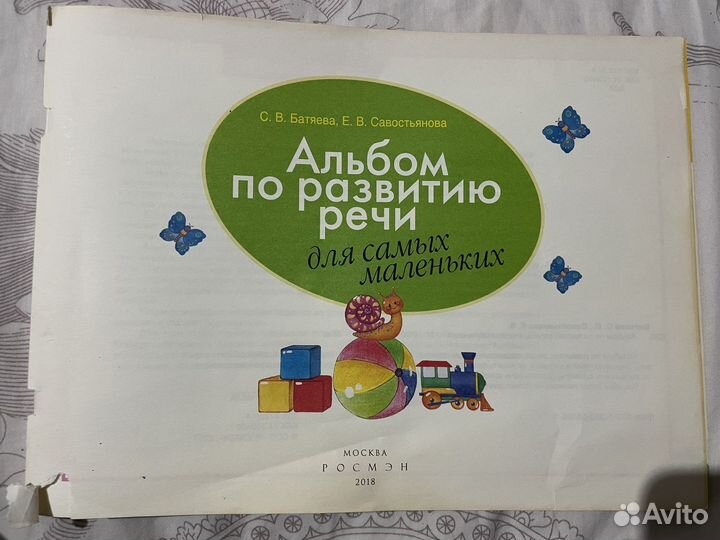 С. В. Батяева, Е. В. Савостьянова
Альбом
по развитию
речи
для самых
маленьких
МОСКВА
РОСМЭН
2018
Avito